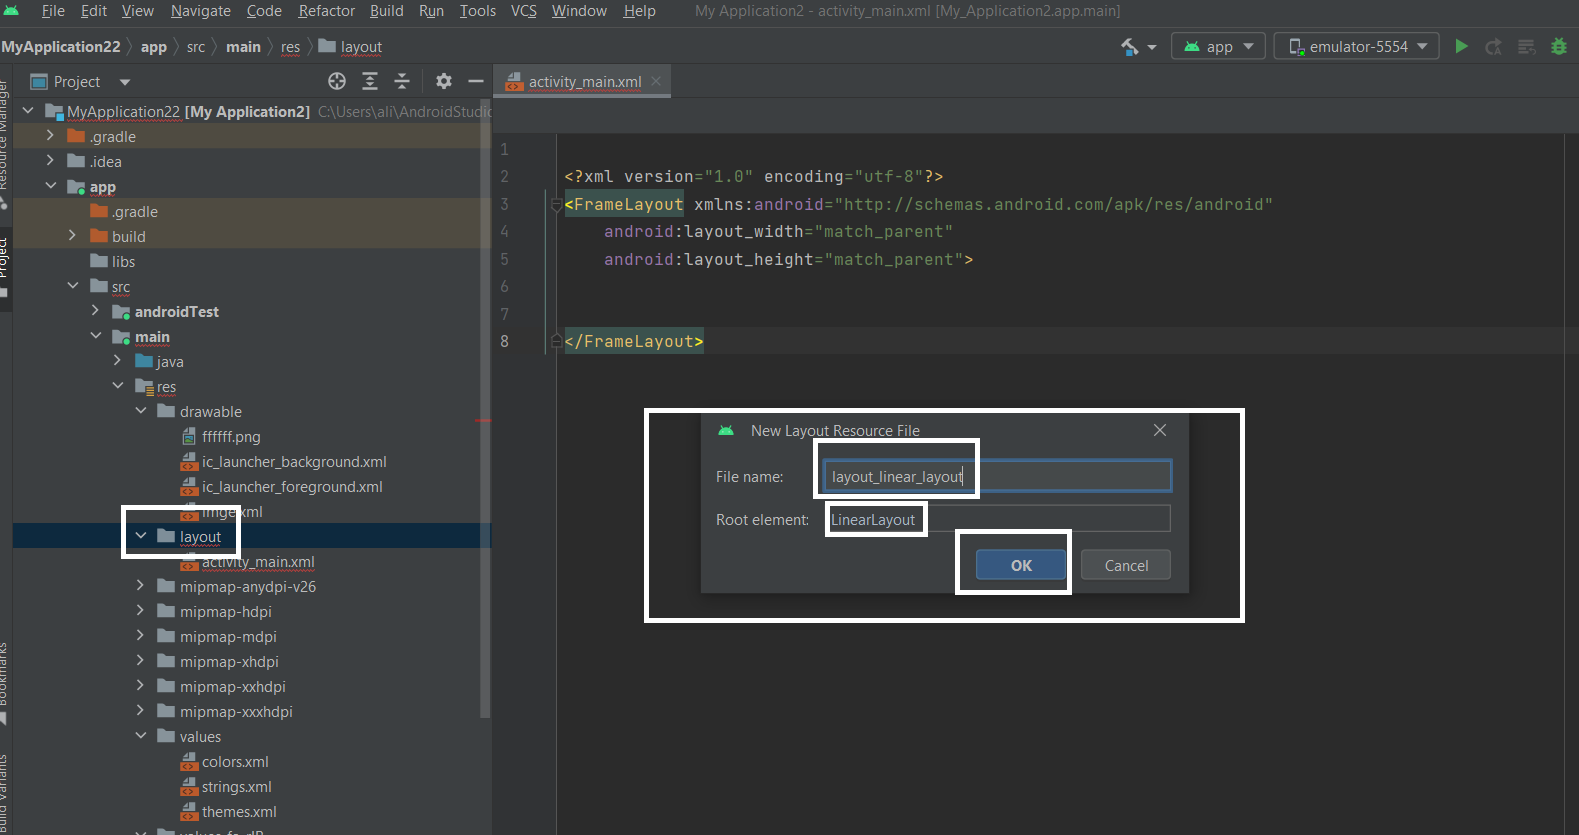 File Edit View Navigate Code Refactor Build Run Tools VCS Window Help My Application2 - activity_main.xml [My_Application2.app.main]
MyApplication22 app src main res layout
app emulator-5554
Project
activity_main.xml
MyApplication22 [My Application2] C:\Users\ali\AndroidStudio
.gradle
.idea
app
.gradle
build
libs
src
androidTest
main
java
res
drawable
ffffff.png
ic_launcher_background.xml
ic_launcher_foreground.xml
imge.xml
layout
activity_main.xml
mipmap-anydpi-v26
mipmap-hdpi
mipmap-mdpi
mipmap-xhdpi
mipmap-xxhdpi
mipmap-xxxhdpi
values
colors.xml
strings.xml
themes.xml
Resource Manager
Project
Bookmarks
Build Variants
1
2 <?xml version="1.0" encoding="utf-8"?>
3 <FrameLayout xmlns:android="http://schemas.android.com/apk/res/android"
4 android:layout_width="match_parent"
5 android:layout_height="match_parent">
6
7
8 </FrameLayout>
New Layout Resource File
File name: layout_linear_layout
Root element: LinearLayout
OK Cancel